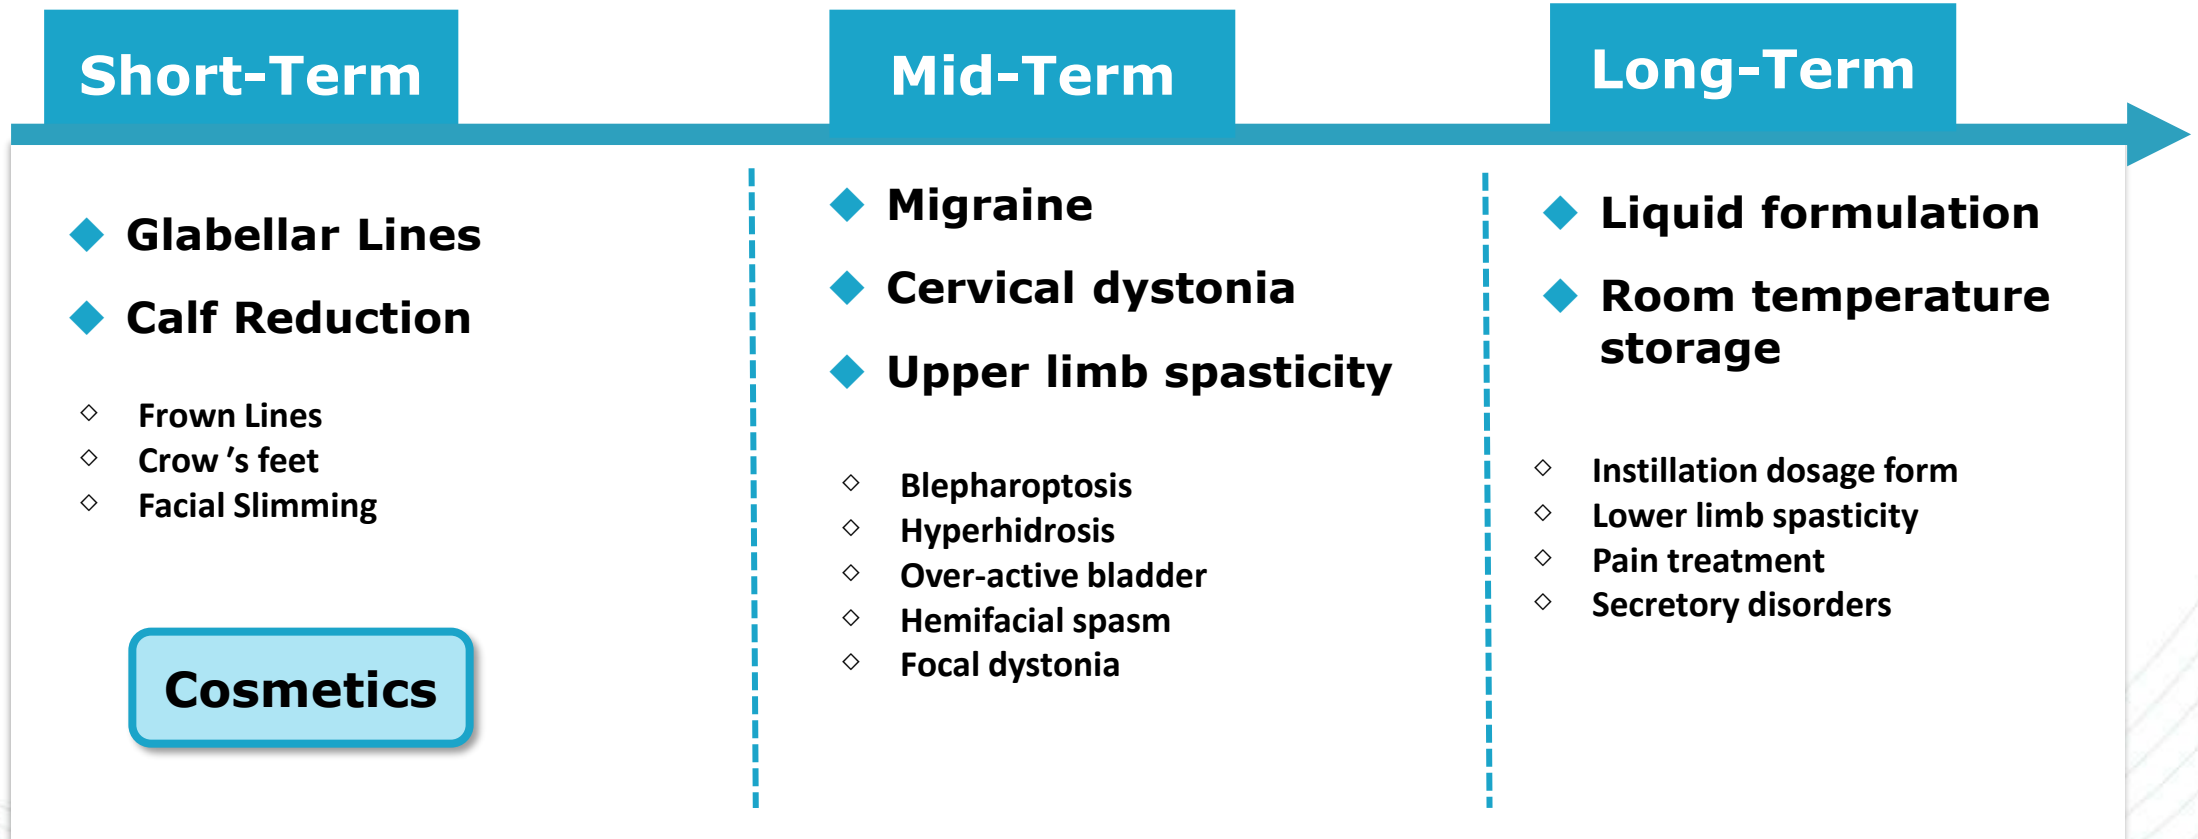 Short-Term
Mid-Term
Long-Term
Glabellar Lines
Calf Reduction
Frown Lines
Crow 's feet
Facial Slimming
Cosmetics
Migraine
Cervical dystonia
Upper limb spasticity
Blepharoptosis
Hyperhidrosis
Over-active bladder
Hemifacial spasm
Focal dystonia
Liquid formulation
Room temperature
storage
Instillation dosage form
Lower limb spasticity
Pain treatment
Secretory disorders